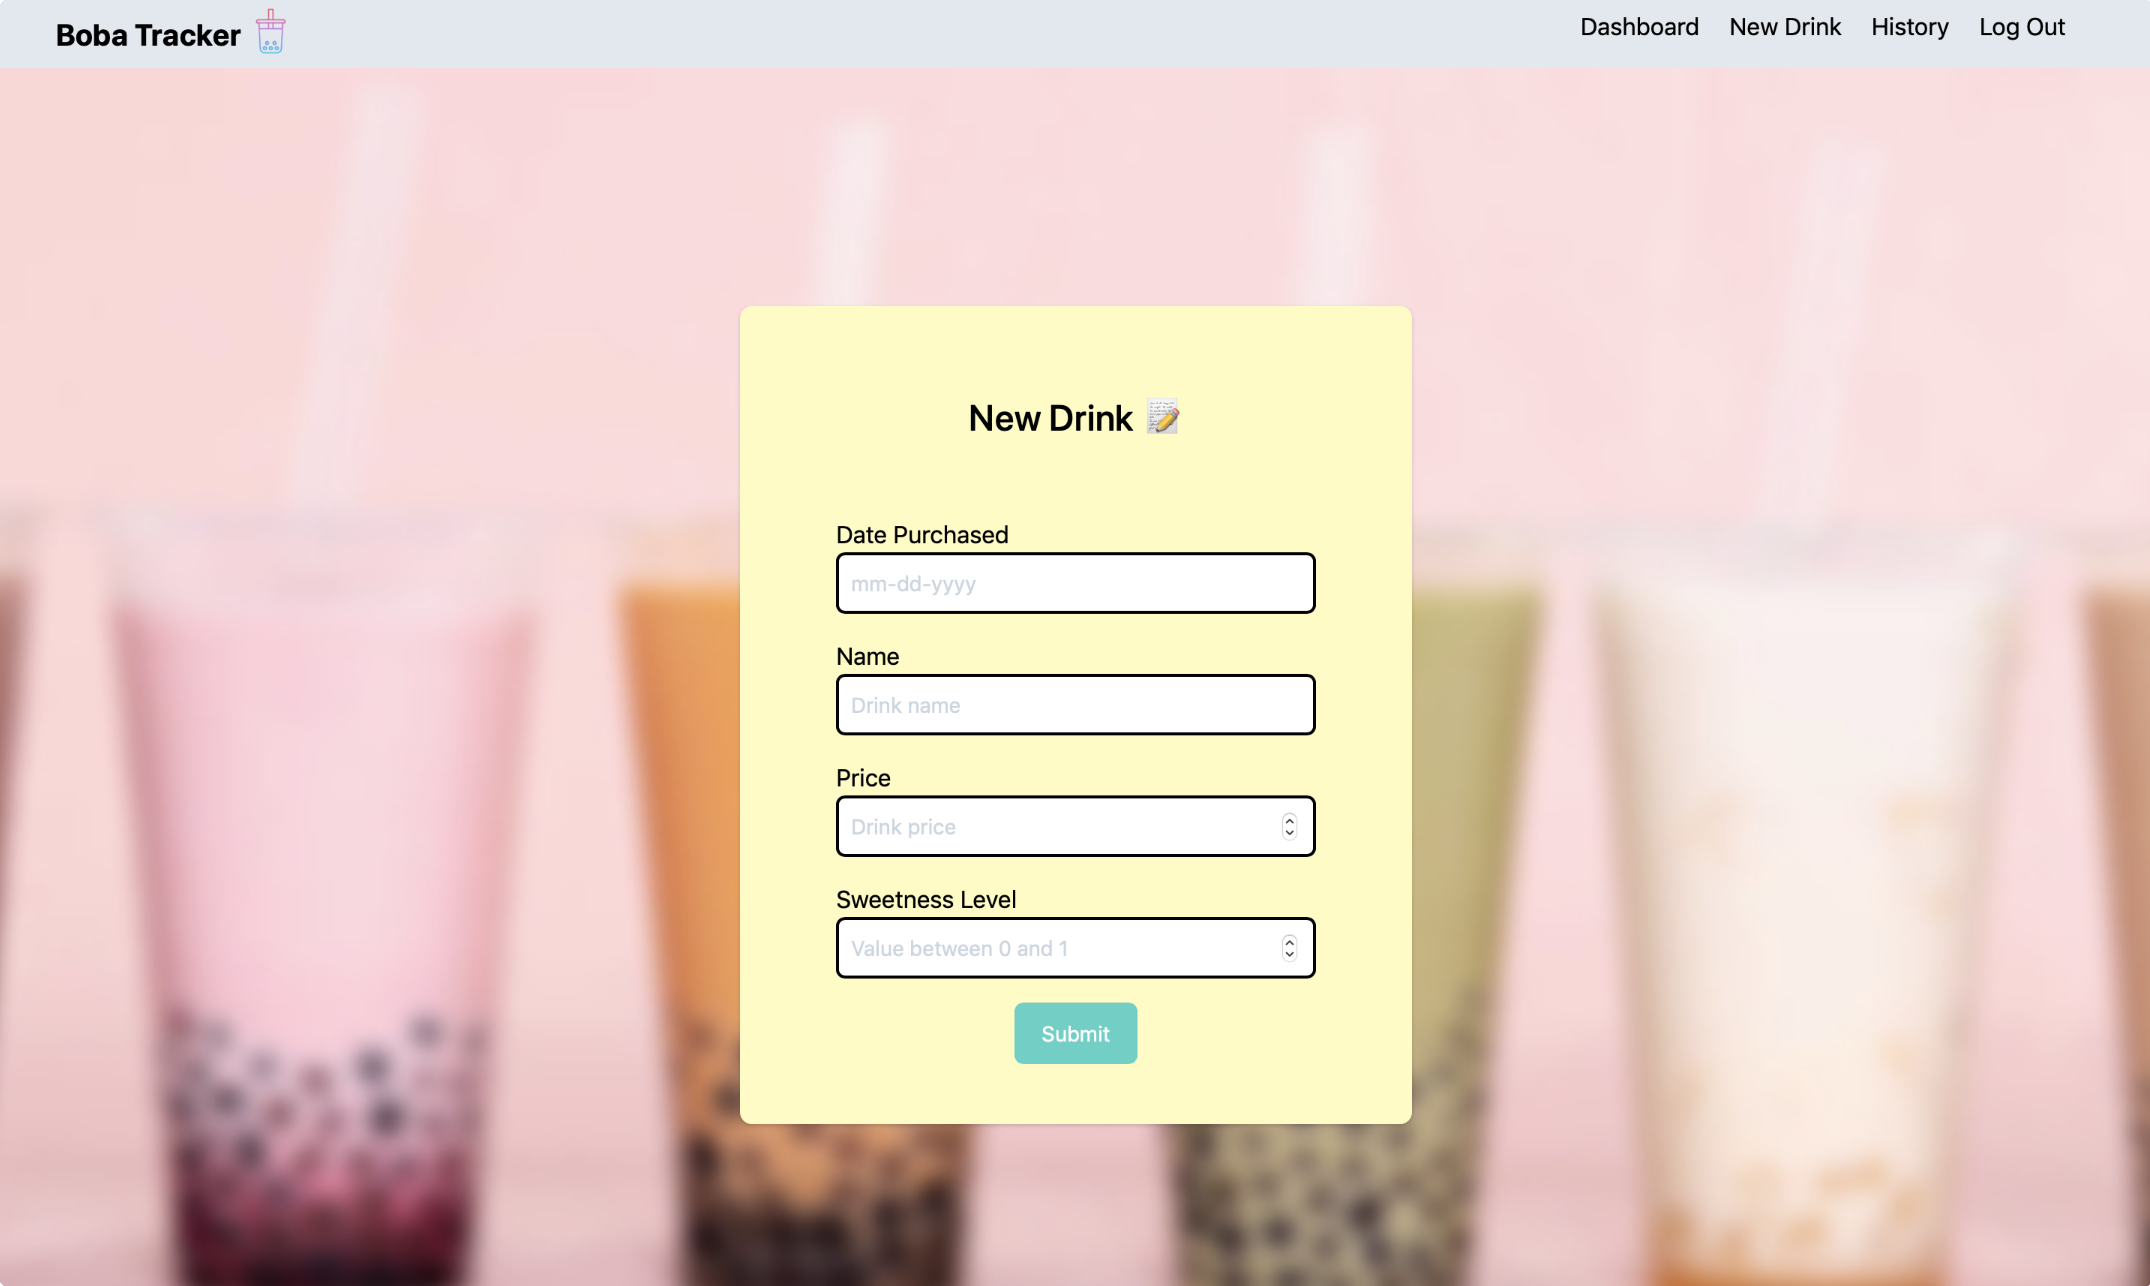 Boba Tracker
Dashboard New Drink History Log Out
New Drink
Date Purchased
mm-dd-yyyy
Name
Drink name
Price
Drink price
Sweetness Level
Value between 0 and 1
Submit